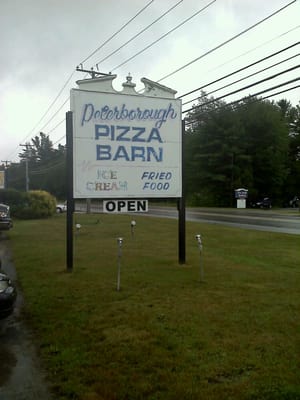 Peterborough
PIZZA
BARN
ICE FRIED
CREAM FOOD
OPEN